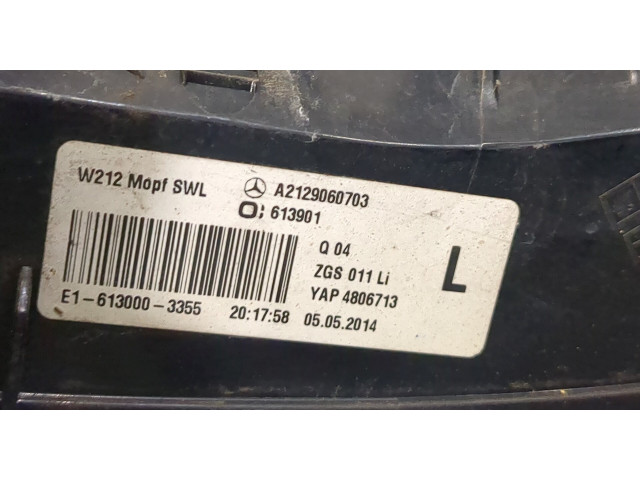 W212 Mopf SWL A2129060703
O: 613901
Q 04
ZGS 011 Li
L
YAP 4806713
E1-613000-3355 20:17:58 05.05.2014